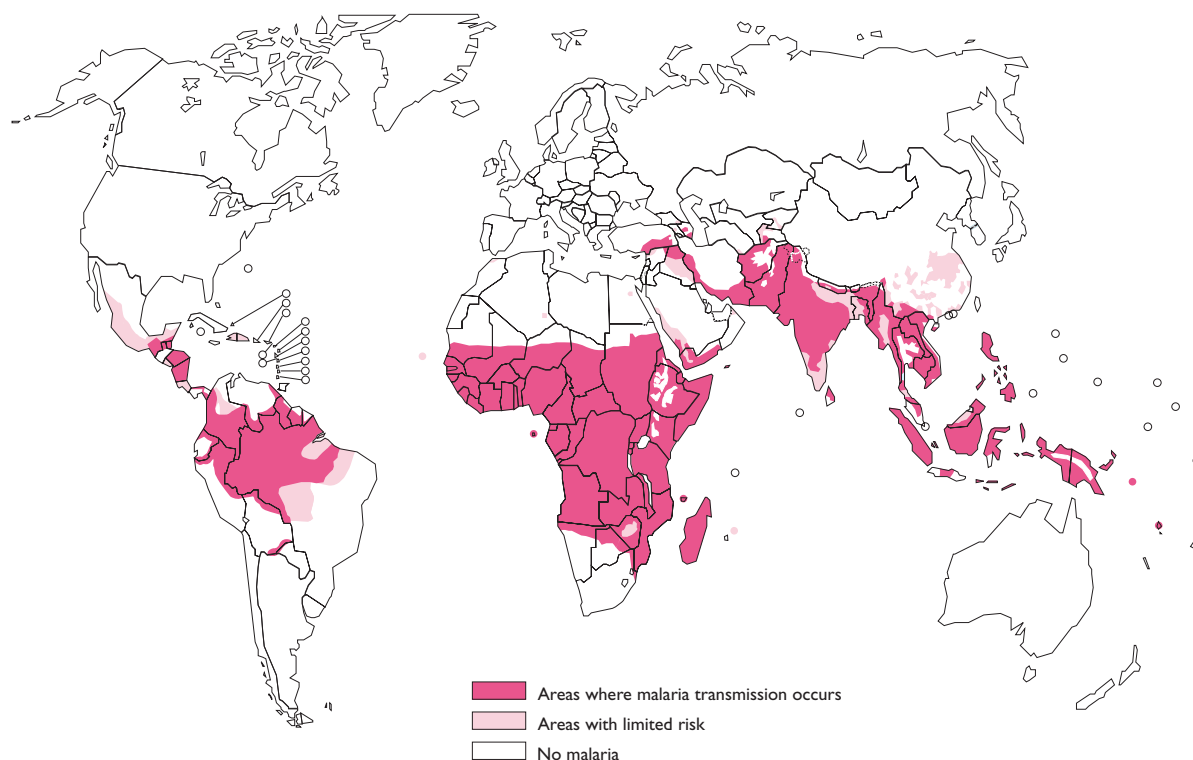 Areas where malaria transmission occurs
Areas with limited risk
No malaria